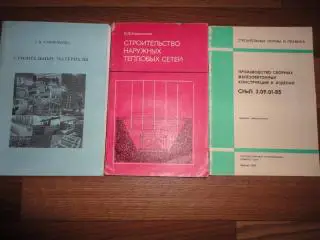 СТРОИТЕЛЬНЫЕ МАТЕРИАЛЫ
СТРОИТЕЛЬСТВО
НАРУЖНЫХ
ТЕПЛОВЫХ СЕТЕЙ
СТРОИТЕЛЬНЫЕ НОРМЫ И ПРАВИЛА
ПРОИЗВОДСТВО СБОРНЫХ
ЖЕЛЕЗОБЕТОННЫХ
КОНСТРУКЦИЙ И ИЗДЕЛИЙ
СНиП 3.09.01-85